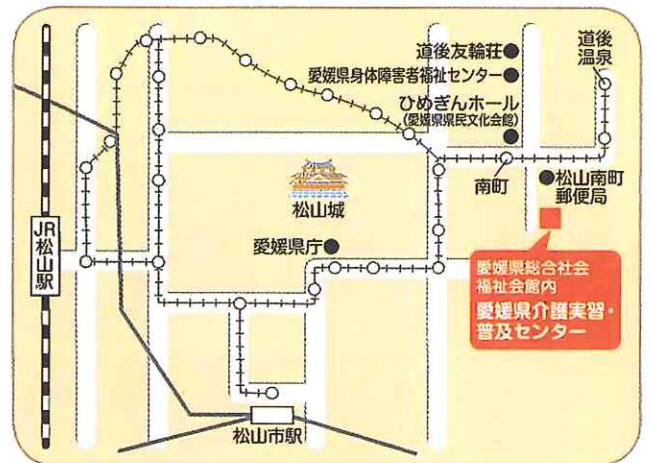 道後
温泉
道後友輪荘
愛媛県身体障害者福祉センター
ひめぎんホール
(愛媛県県民文化会館)
南町
松山南町
郵便局
松山城
JR
松山駅
愛媛県庁
愛媛県総合社会
福祉会館内
愛媛県介護実習・
普及センター
松山市駅